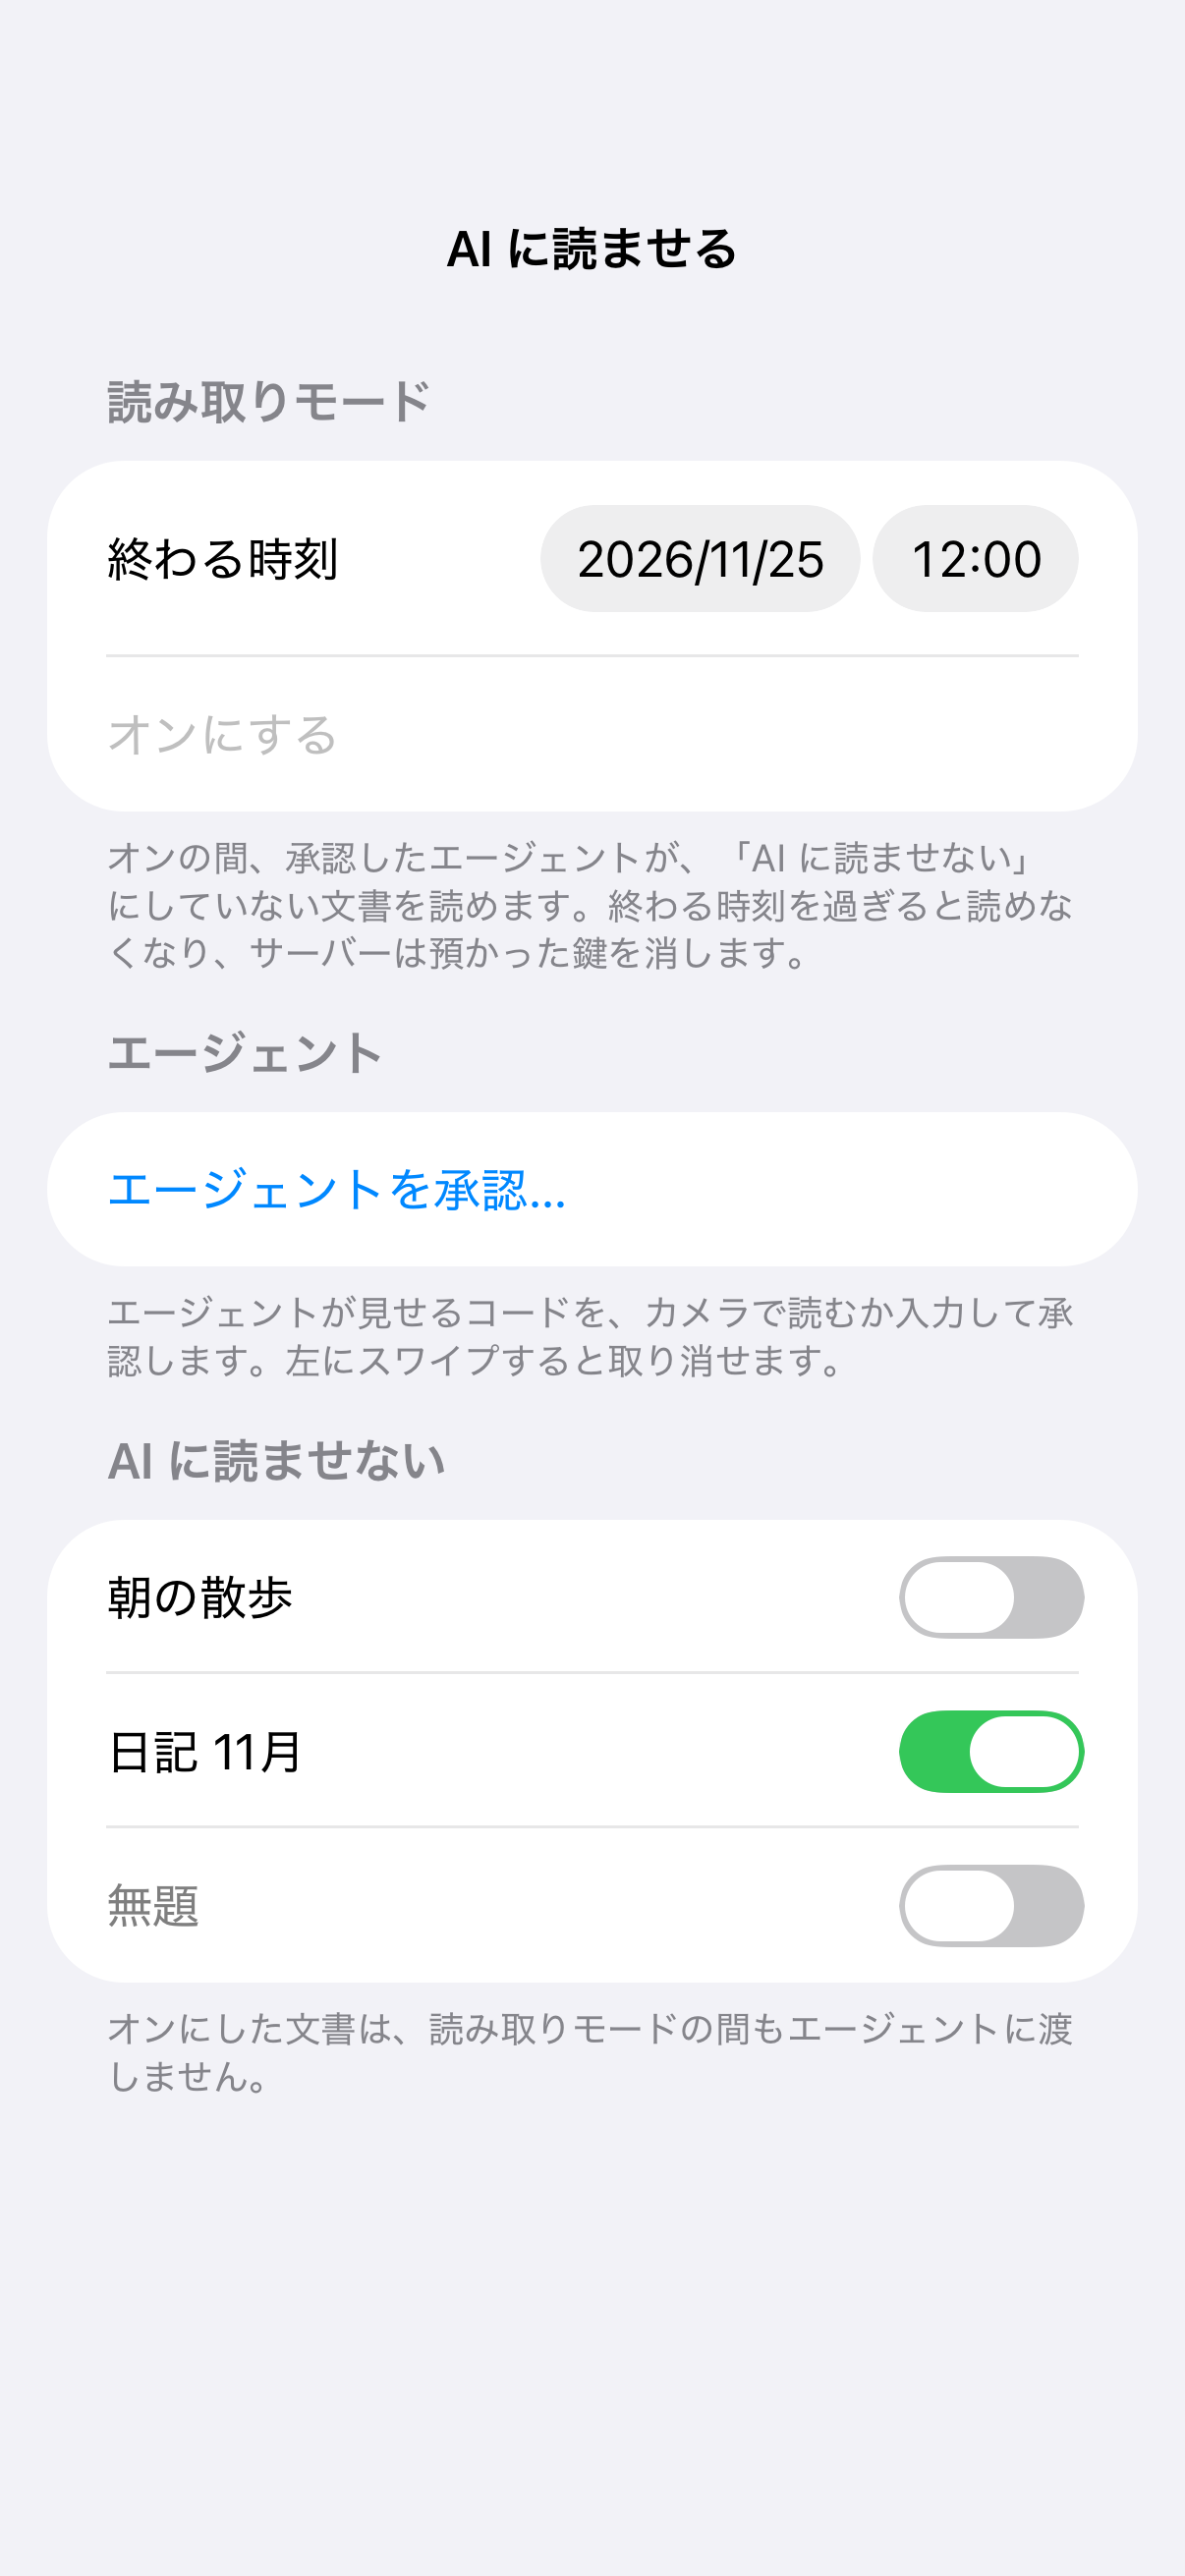 AI に読ませる
読み取りモード
終わる時刻 2026/11/25 12:00
オンにする
オンの間、承認したエージェントが、「AI に読ませない」
にしていない文書を読めます。終わる時刻を過ぎると読めな
くなり、サーバーは預かった鍵を消します。
エージェント
エージェントを承認...
エージェントが見せるコードを、カメラで読むか入力して承
認します。左にスワイプすると取り消せます。
AI に読ませない
朝の散歩
日記 11月
無題
オンにした文書は、読み取りモードの間もエージェントに渡
しません。